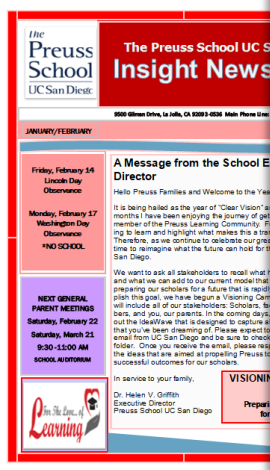 the
Preuss
School
UC San Diego
The Preuss School UC S
Insight News
9500 Gilman Drive, La Jolla, CA 92093-0536 Main Phone Line:
JANUARY/FEBRUARY
Friday, February 14
Lincoln Day
Observance
Monday, February 17
Washington Day
Observance
*NO SCHOOL
NEXT GENERAL
PARENT MEETINGS
Saturday, February 22
Saturday, March 21
9:30 -11:00 AM
SCHOOL AUDITORIUM
For The Love... of
Learning
A Message from the School E
Director
Hello Preuss Families and Welcome to the Yea
It is being hailed as the year of "Clear Vision" a
months I have been enjoying the journey of get
member of the Preuss Learning Community. F
ing to learn and highlight what makes this a tran
Therefore, as we continue to celebrate our grea
time to reimagine what the future can hold for th
San Diego.
We want to ask all stakeholders to recall what h
and what we can add to our current model that
preparing our scholars for a future that is rapidl
plish this goal, we have begun a Visioning Cam
will include all of our stakeholders: Scholars, fac
bers, and you, our parents. In the coming days,
out the IdeaWave that is designed to capture al
that you've been dreaming of. Please expect to
email from UC San Diego and be sure to check
folder. Once you receive the email, please resp
the ideas that are aimed at propelling Preuss to
successful outcomes for our scholars.
In service to your family,
Dr. Helen V. Griffith
Executive Director
Preuss School UC San Diego
VISIONIN
Prepari
for